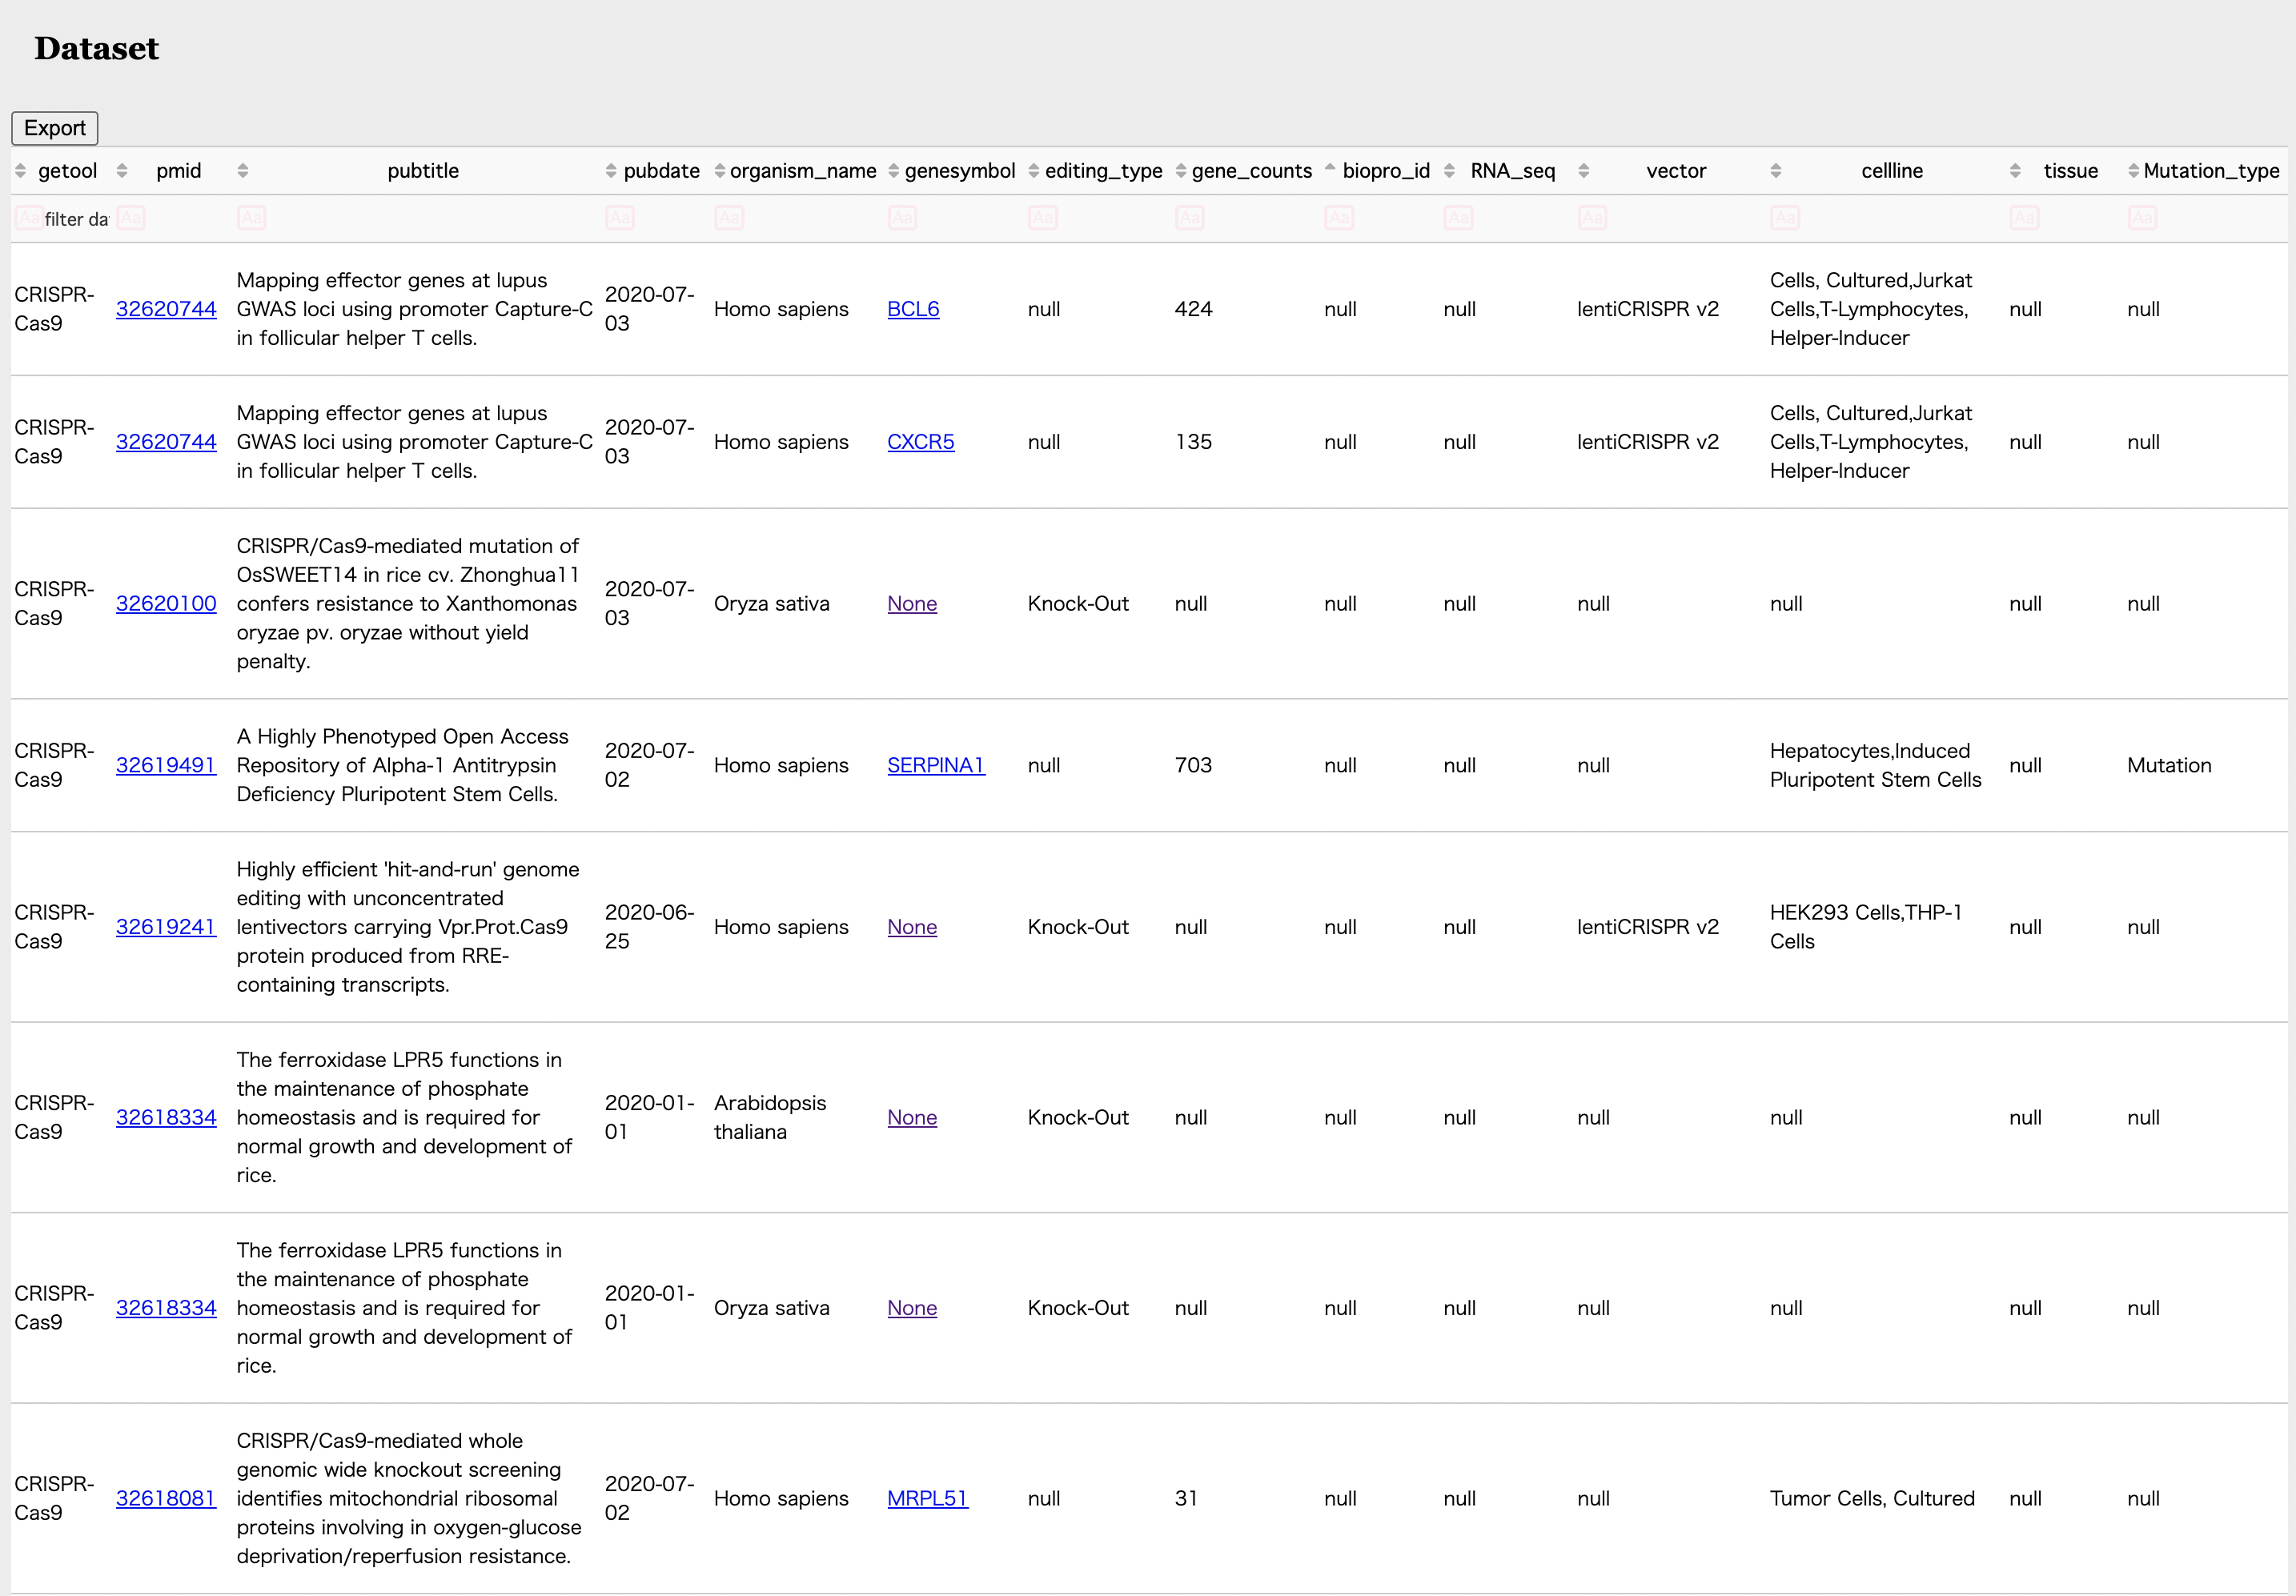 Dataset
Export
getool pmid pubtitle pubdate organism_name genesymbol editing_type gene_counts biopro_id RNA_seq vector cellline tissue Mutation_type
Aa filter da Aa Aa Aa Aa Aa Aa Aa Aa Aa Aa Aa Aa Aa
CRISPR-Cas9 32620744 Mapping effector genes at lupus GWAS loci using promoter Capture-C in follicular helper T cells. 2020-07-03 Homo sapiens BCL6 null 424 null null lentiCRISPR v2 Cells, Cultured,Jurkat Cells,T-Lymphocytes, Helper-Inducer null null
CRISPR-Cas9 32620744 Mapping effector genes at lupus GWAS loci using promoter Capture-C in follicular helper T cells. 2020-07-03 Homo sapiens CXCR5 null 135 null null lentiCRISPR v2 Cells, Cultured,Jurkat Cells,T-Lymphocytes, Helper-Inducer null null
CRISPR-Cas9 32620100 CRISPR/Cas9-mediated mutation of OsSWEET14 in rice cv. Zhonghua11 confers resistance to Xanthomonas oryzae pv. oryzae without yield penalty. 2020-07-03 Oryza sativa None Knock-Out null null null null null null null
CRISPR-Cas9 32619491 A Highly Phenotyped Open Access Repository of Alpha-1 Antitrypsin Deficiency Pluripotent Stem Cells. 2020-07-02 Homo sapiens SERPINA1 null 703 null null null Hepatocytes,Induced Pluripotent Stem Cells null Mutation
CRISPR-Cas9 32619241 Highly efficient 'hit-and-run' genome editing with unconcentrated lentivectors carrying Vpr.Prot.Cas9 protein produced from RRE-containing transcripts. 2020-06-25 Homo sapiens None Knock-Out null null null lentiCRISPR v2 HEK293 Cells,THP-1 Cells null null
CRISPR-Cas9 32618334 The ferroxidase LPR5 functions in the maintenance of phosphate homeostasis and is required for normal growth and development of rice. 2020-01-01 Arabidopsis thaliana None Knock-Out null null null null null null null
CRISPR-Cas9 32618334 The ferroxidase LPR5 functions in the maintenance of phosphate homeostasis and is required for normal growth and development of rice. 2020-01-01 Oryza sativa None Knock-Out null null null null null null null
CRISPR-Cas9 32618081 CRISPR/Cas9-mediated whole genomic wide knockout screening identifies mitochondrial ribosomal proteins involving in oxygen-glucose deprivation/reperfusion resistance. 2020-07-02 Homo sapiens MRPL51 null 31 null null null Tumor Cells, Cultured null null